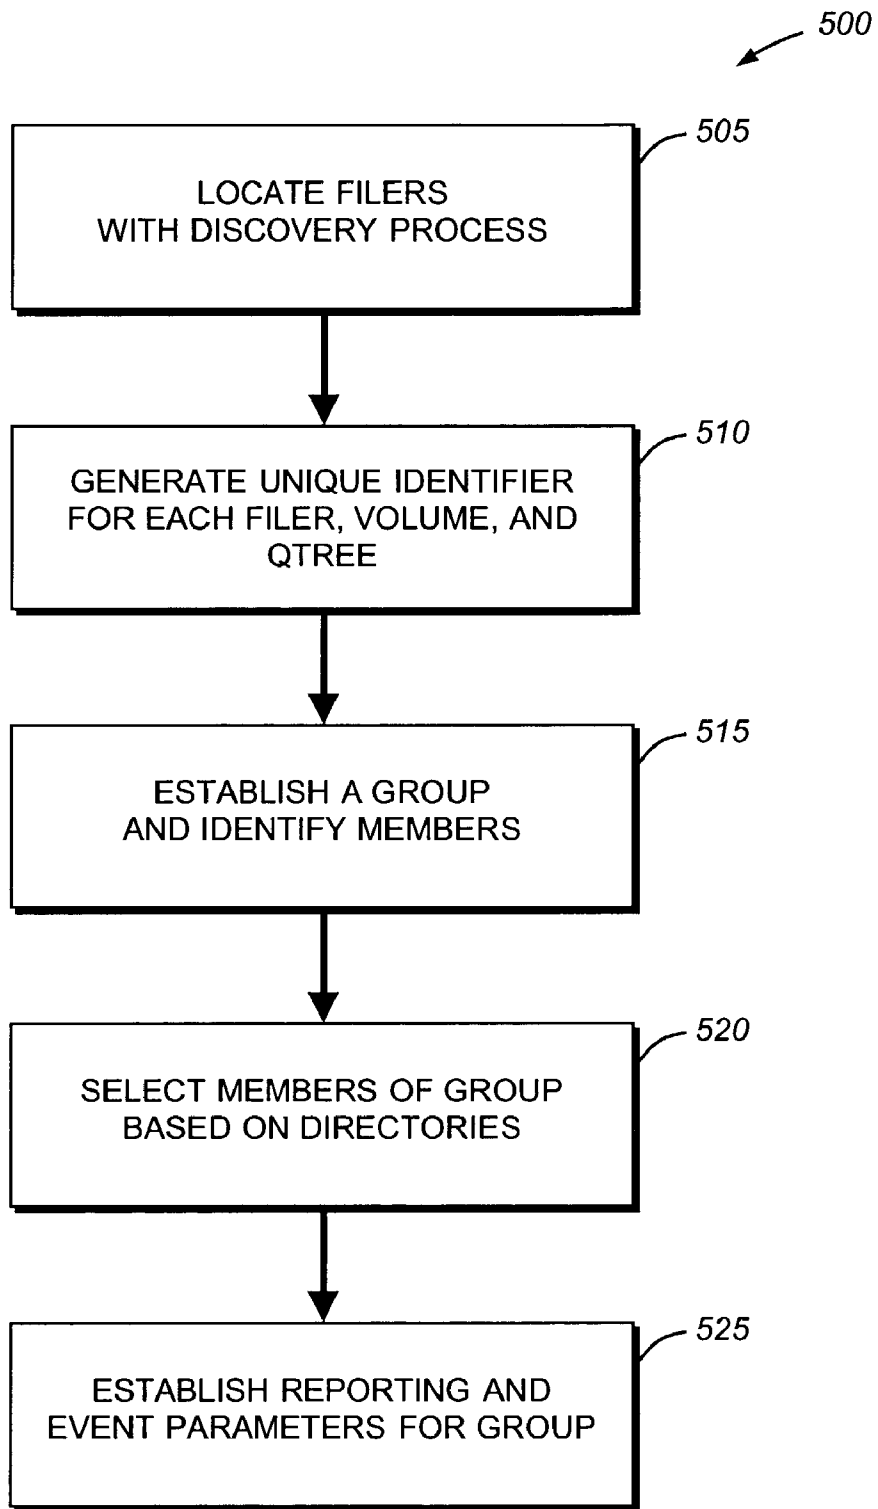 500
505
LOCATE FILERS
WITH DISCOVERY PROCESS
510
GENERATE UNIQUE IDENTIFIER
FOR EACH FILER, VOLUME, AND
QTREE
515
ESTABLISH A GROUP
AND IDENTIFY MEMBERS
520
SELECT MEMBERS OF GROUP
BASED ON DIRECTORIES
525
ESTABLISH REPORTING AND
EVENT PARAMETERS FOR GROUP